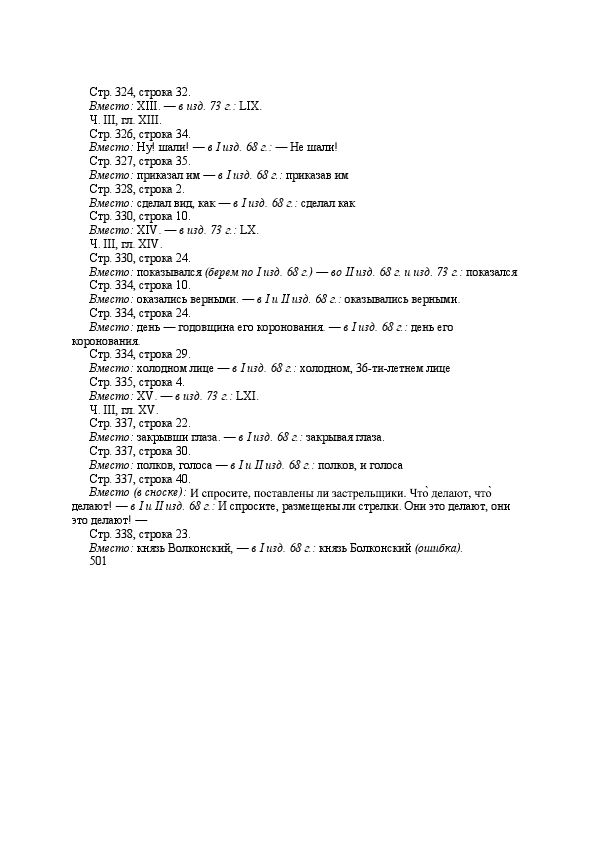 Стр. 324, строка 32.
Вместо: XIII. — в изд. 73 г.: LIX.
Ч. III, гл. XIII.
Стр. 326, строка 34.
Вместо: Ну! шали! — в I изд. 68 г.: — Не шали!
Стр. 327, строка 35.
Вместо: приказал им — в I изд. 68 г.: приказав им
Стр. 328, строка 2.
Вместо: сделал вид, как — в I изд. 68 г.: сделал как
Стр. 330, строка 10.
Вместо: XIV. — в изд. 73 г.: LX.
Ч. III, гл. XIV.
Стр. 330, строка 24.
Вместо: показывался (берем по I изд. 68 г.) — во II изд. 68 г. и изд. 73 г.: показался
Стр. 334, строка 10.
Вместо: оказались верными. — в I и II изд. 68 г.: оказывались верными.
Стр. 334, строка 24.
Вместо: день — годовщина его коронования. — в I изд. 68 г.: день его
коронования.
Стр. 334, строка 29.
Вместо: холодном лице — в I изд. 68 г.: холодном, 36-ти-летнем лице
Стр. 335, строка 4.
Вместо: XV. — в изд. 73 г.: LXI.
Ч. III, гл. XV.
Стр. 337, строка 22.
Вместо: закрывши глаза. — в I изд. 68 г.: закрывая глаза.
Стр. 337, строка 30.
Вместо: полков, голоса — в I и II изд. 68 г.: полков, и голоса
Стр. 337, строка 40.
Вместо (в сноске): И спросите, поставлены ли застрельщики. Что̀ делают, что̀
делают! — в I и II изд. 68 г.: И спросите, размещены ли стрелки. Они это делают, они
это делают! —
Стр. 338, строка 23.
Вместо: князь Волконский, — в I изд. 68 г.: князь Болконский (ошибка).
501